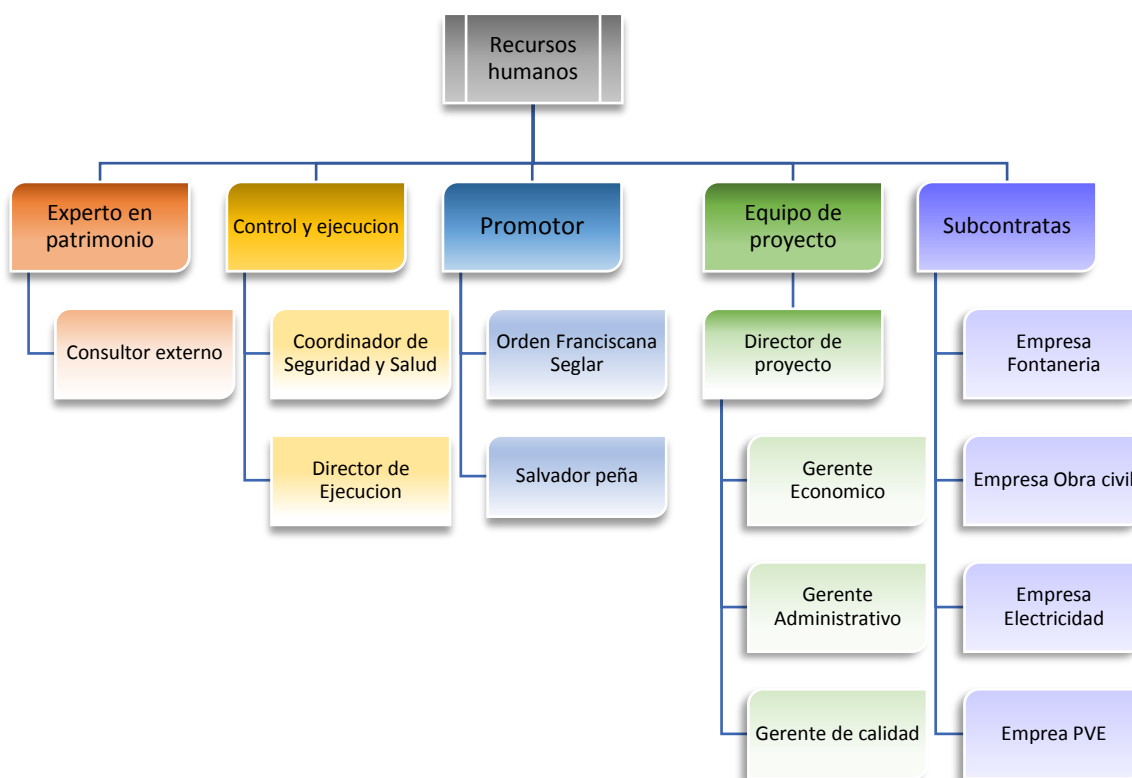 Recursos
humanos
Experto en
patrimonio
Control y ejecucion
Promotor
Equipo de
proyecto
Subcontratas
Consultor externo
Coordinador de
Seguridad y Salud
Orden Franciscana
Seglar
Director de
proyecto
Empresa
Fontaneria
Director de
Ejecucion
Salvador peña
Gerente
Economico
Empresa Obra civil
Gerente
Administrativo
Empresa
Electricidad
Gerente de calidad
Emprea PVE